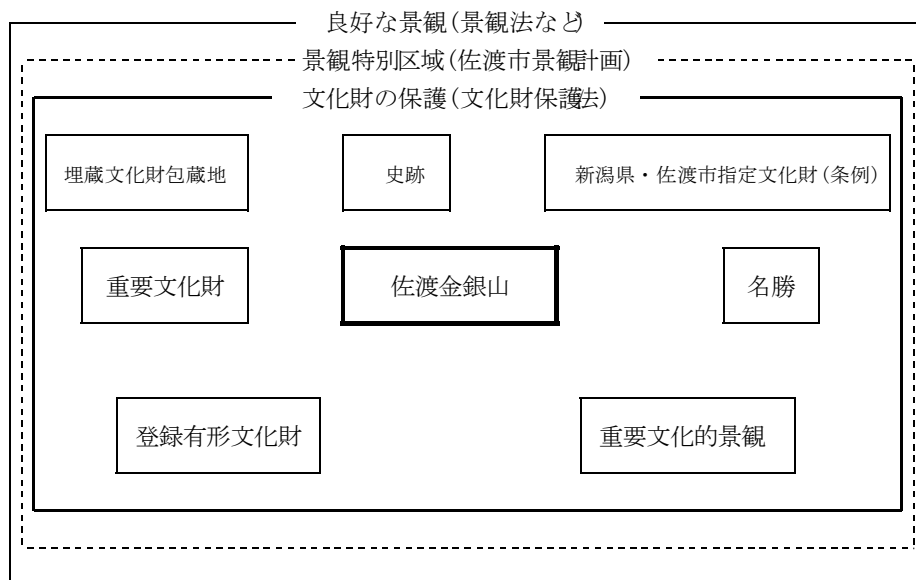 良好な景観(景観法など)
景観特別区域(佐渡市景観計画)
文化財の保護(文化財保護法)
埋蔵文化財包蔵地
史跡
新潟県・佐渡市指定文化財(条例)
重要文化財
佐渡金銀山
名勝
登録有形文化財
重要文化的景観